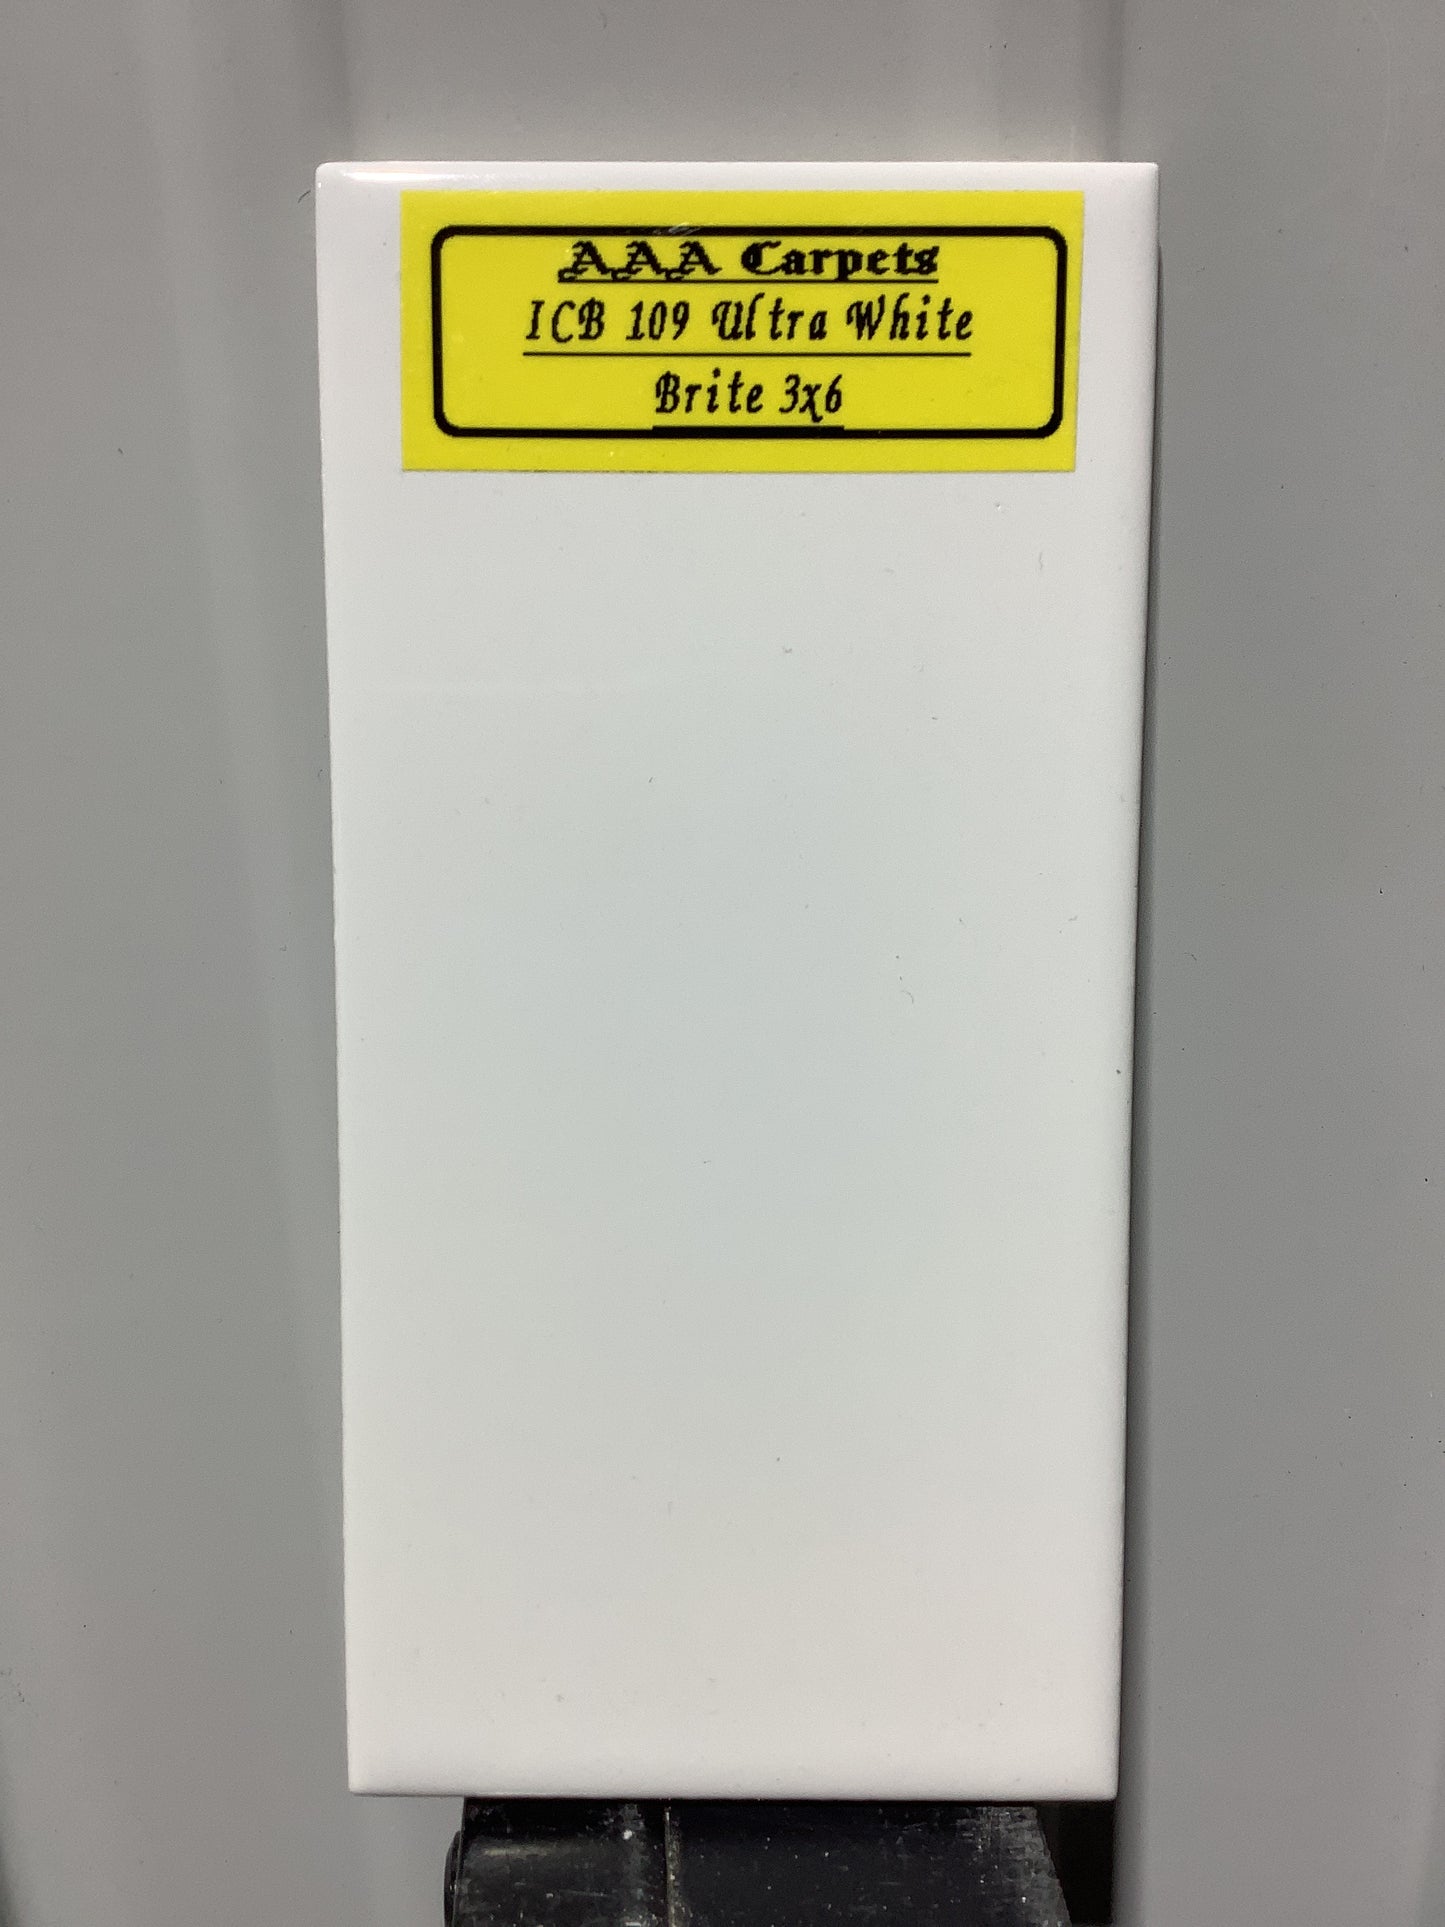 AAA Carpets
ICB 109 Ultra White
Brite 3x6